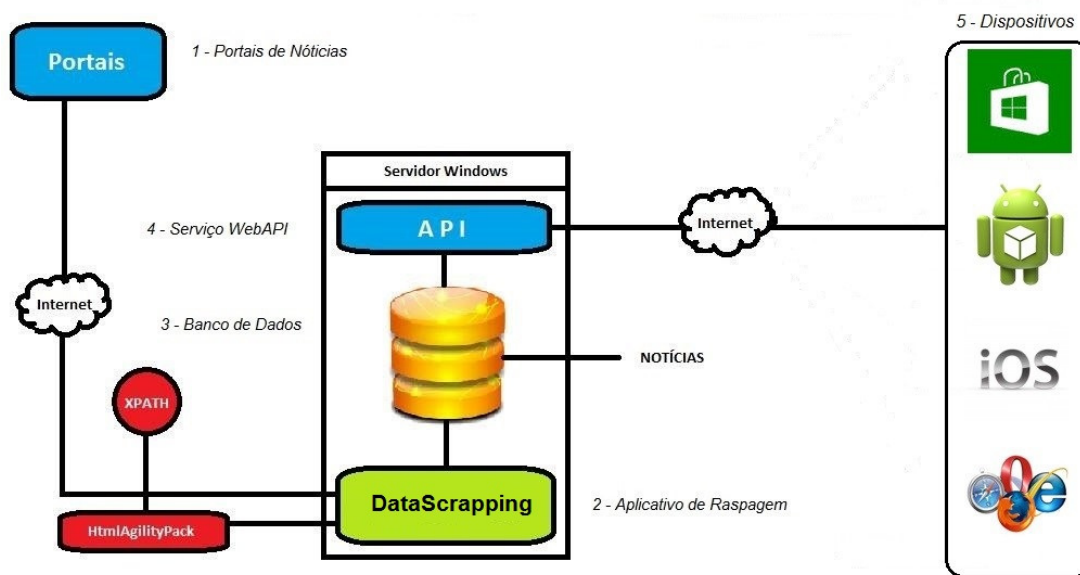 5 - Dispositivos
Portais
1 - Portais de Nóticias
Servidor Windows
4 - Serviço WebAPI
A P I
Internet
Internet
3 - Banco de Dados
NOTÍCIAS
iOS
XPATH
DataScrapping
2 - Aplicativo de Raspagem
HtmlAgilityPack